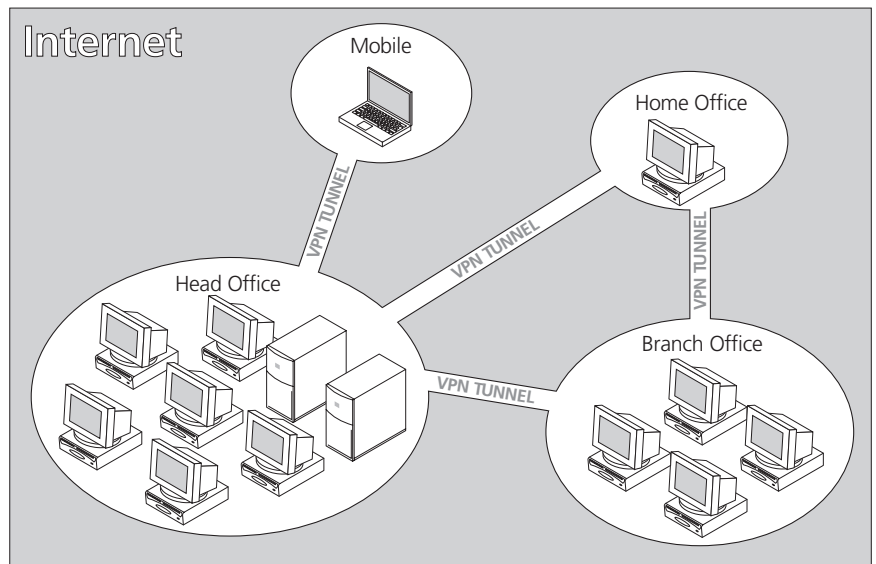 Internet
Mobile
Home Office
VPN TUNNEL
VPN TUNNEL
VPN TUNNEL
Head Office
Branch Office
VPN TUNNEL